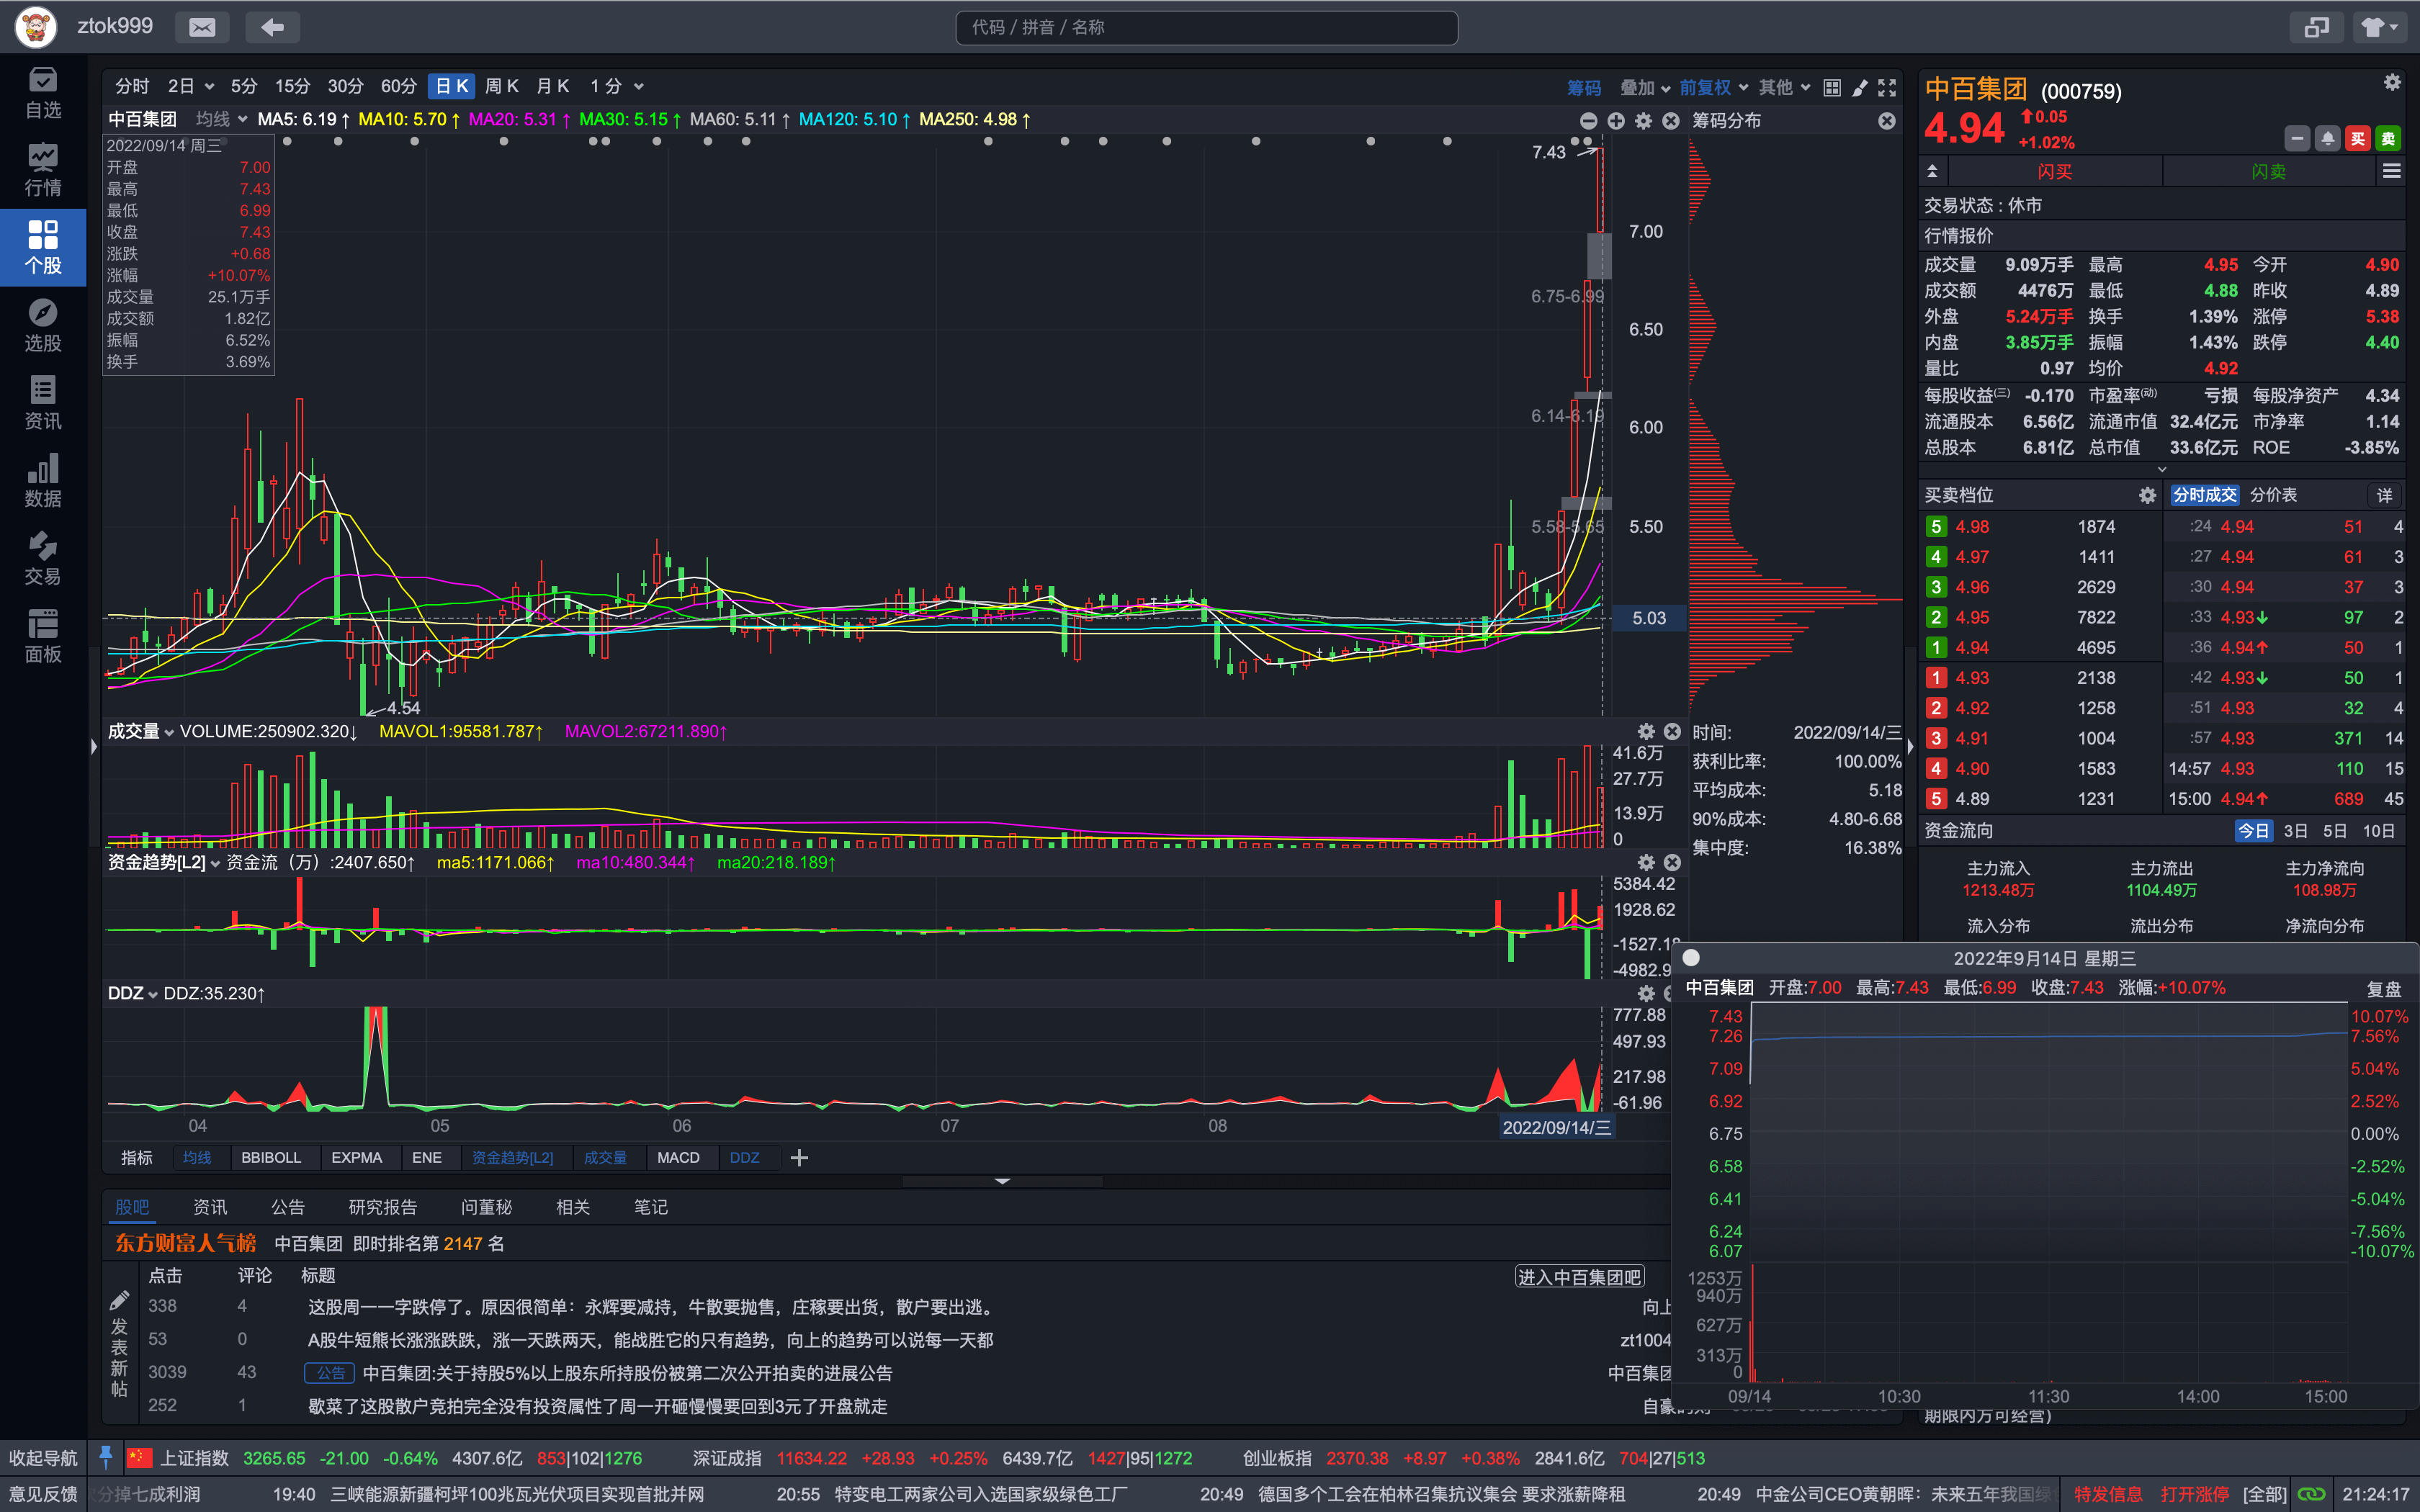 ztok999
代码 / 拼音 / 名称
自选
行情
个股
选股
资讯
数据
交易
面板
分时 2日 5分 15分 30分 60分 日K 周K 月K 1分 筹码 叠加 前复权 其他
中百集团 均线 MA5: 6.19↑ MA10: 5.70↑ MA20: 5.31↑ MA30: 5.15↑ MA60: 5.11↑ MA120: 5.10↑ MA250: 4.98↑ 筹码分布
2022/09/14 周三
开盘 7.00
最高 7.43
最低 6.99
收盘 7.43
涨跌 +0.68
涨幅 +10.07%
成交量 25.1万手
成交额 1.82亿
振幅 6.52%
换手 3.69%
7.43
7.00
6.75-6.99
6.50
6.14-6.19
6.00
5.58-5.65
5.50
5.03
4.54
成交量 VOLUME:250902.320↓ MAVOL1:95581.787↑ MAVOL2:67211.890↑
41.6万
27.7万
13.9万
0
时间: 2022/09/14/三
获利比率: 100.00%
平均成本: 5.18
90%成本: 4.80-6.68
集中度: 16.38%
资金趋势[L2] 资金流（万）:2407.650↑ ma5:1171.066↑ ma10:480.344↑ ma20:218.189↑
5384.42
1928.62
-1527.18
-4982.9
DDZ DDZ:35.230↑
777.88
497.93
217.98
-61.96
04 05 06 07 08 2022/09/14/三
指标 均线 BBIBOLL EXPMA ENE 资金趋势[L2] 成交量 MACD DDZ
股吧 资讯 公告 研究报告 问董秘 相关 笔记
东方财富人气榜 中百集团 即时排名第 2147 名
点击 评论 标题 进入中百集团吧
338 4 这股周一一字跌停了。原因很简单：永辉要减持，牛散要抛售，庄稼要出货，散户要出逃。 向上
53 0 A股牛短熊长涨涨跌跌，涨一天跌两天，能战胜它的只有趋势，向上的趋势可以说每一天都 zt1004
3039 43 公告 中百集团:关于持股5%以上股东所持股份被第二次公开拍卖的进展公告 中百集团
252 1 歇菜了这股散户竞拍完全没有投资属性了周一开砸慢慢要回到3元了开盘就走
发表新帖
中百集团 (000759)
4.94 0.05
+1.02%
买 卖
闪买 闪卖
交易状态 : 休市
行情报价
成交量 9.09万手 最高 4.95 今开 4.90
成交额 4476万 最低 4.88 昨收 4.89
外盘 5.24万手 换手 1.39% 涨停 5.38
内盘 3.85万手 振幅 1.43% 跌停 4.40
量比 0.97 均价 4.92
每股收益(三) -0.170 市盈率(动) 亏损 每股净资产 4.34
流通股本 6.56亿 流通市值 32.4亿元 市净率 1.14
总股本 6.81亿 总市值 33.6亿元 ROE -3.85%
买卖档位 分时成交 分价表 详
5 4.98 1874 :24 4.94 51 4
4 4.97 1411 :27 4.94 61 3
3 4.96 2629 :30 4.94 37 3
2 4.95 7822 :33 4.93↓ 97 2
1 4.94 4695 :36 4.94↑ 50 1
1 4.93 2138 :42 4.93↓ 50 1
2 4.92 1258 :51 4.93 32 4
3 4.91 1004 :57 4.93 371 14
4 4.90 1583 14:57 4.93 110 15
5 4.89 1231 15:00 4.94↑ 689 45
资金流向 今日 3日 5日 10日
主力流入 主力流出 主力净流向
1213.48万 1104.49万 108.98万
流入分布 流出分布 净流向分布
2022年9月14日 星期三
中百集团 开盘:7.00 最高:7.43 最低:6.99 收盘:7.43 涨幅:+10.07% 复盘
7.43 10.07%
7.26 7.56%
7.09 5.04%
6.92 2.52%
6.75 0.00%
6.58 -2.52%
6.41 -5.04%
6.24 -7.56%
6.07 -10.07%
1253万
940万
627万
313万
0
09/14 10:30 11:30 14:00 15:00
期限内方可经营)
收起导航 上证指数 3265.65 -21.00 -0.64% 4307.6亿 853|102|1276 深证成指 11634.22 +28.93 +0.25% 6439.7亿 1427|95|1272 创业板指 2370.38 +8.97 +0.38% 2841.6亿 704|27|513
意见反馈 分掉七成利润 19:40 三峡能源新疆柯坪100兆瓦光伏项目实现首批并网 20:55 特变电工两家公司入选国家级绿色工厂 20:49 德国多个工会在柏林召集抗议集会 要求涨薪降租 20:49 中金公司CEO黄朝晖：未来五年我国绿 特发信息 打开涨停 [全部] 21:24:17